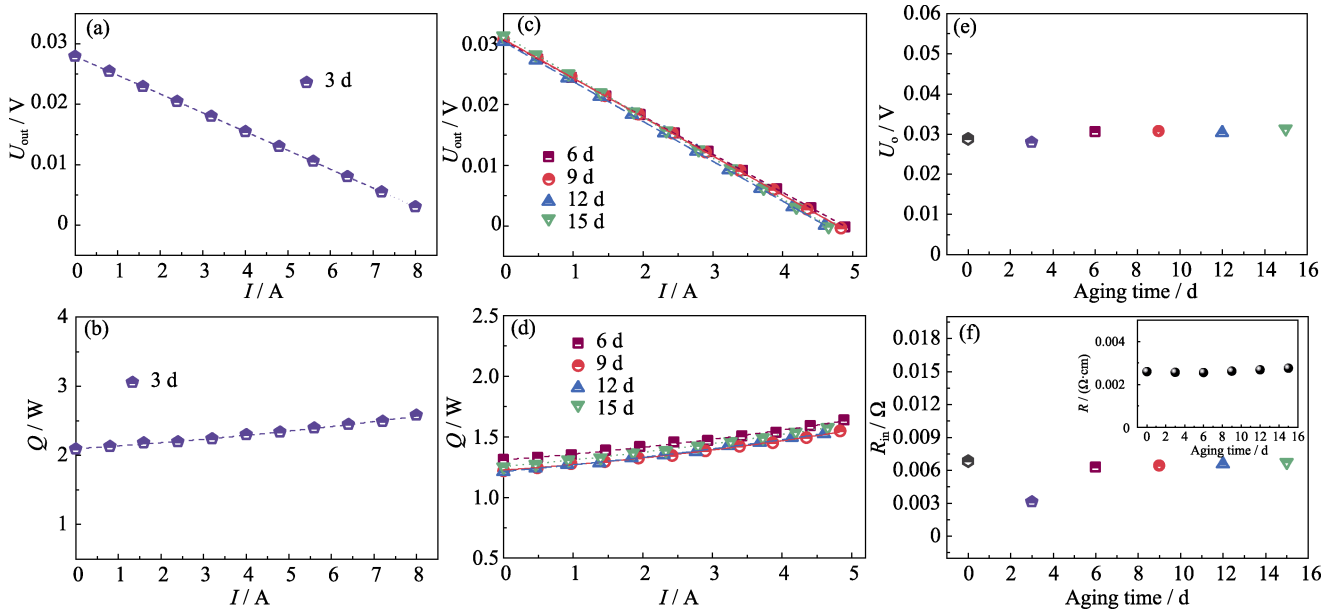 (a)
0.03
0.02
0.01
0
U_out / V
3 d
0 1 2 3 4 5 6 7 8
I / A
(c)
0.03
0.02
0.01
0
U_out / V
6 d
9 d
12 d
15 d
0 1 2 3 4 5
I / A
(e)
0.06
0.05
0.04
0.03
0.02
0.01
0
U_o / V
0 2 4 6 8 10 12 14 16
Aging time / d
(b)
4
3
2
1
Q / W
3 d
0 1 2 3 4 5 6 7 8
I / A
(d)
2.5
2.0
1.5
1.0
0.5
Q / W
6 d
9 d
12 d
15 d
0 1 2 3 4 5
I / A
(f)
0.018
0.015
0.012
0.009
0.006
0.003
0
R_in / Ω
0.004
0.002
0
R / (Ω·cm)
0 2 4 6 8 10 12 14 16
Aging time / d
0 2 4 6 8 10 12 14 16
Aging time / d